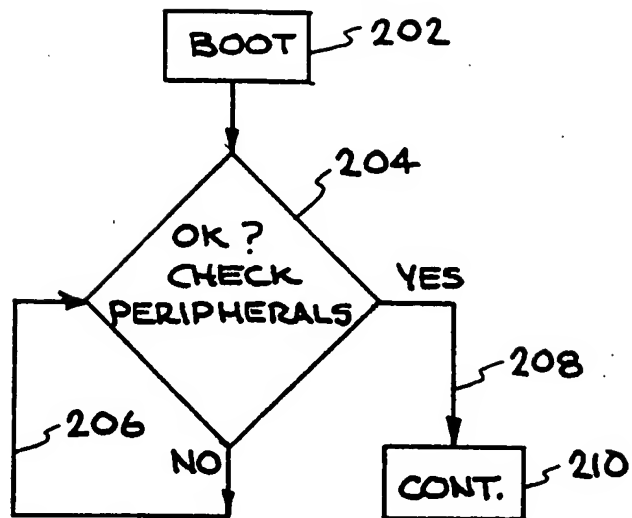 BOOT
202
204
OK ?
CHECK
PERIPHERALS
YES
208
206
NO
CONT.
210